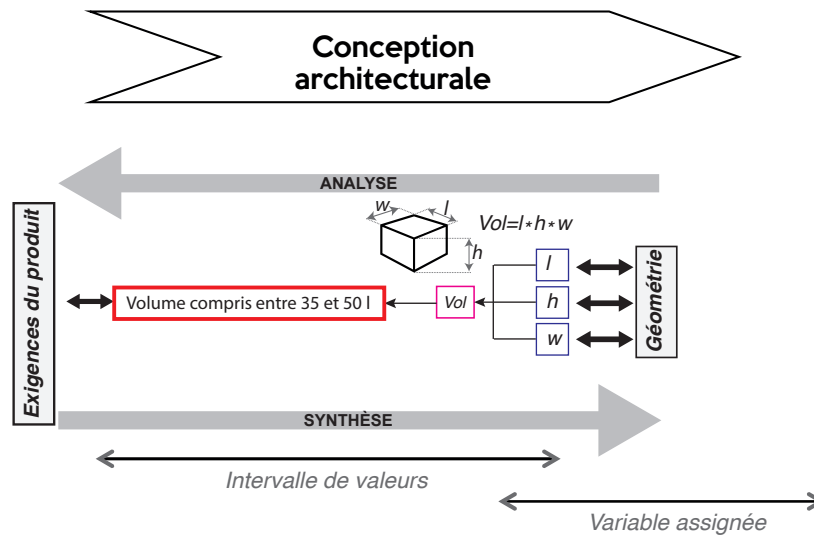 Conception
architecturale
ANALYSE
w
l
Vol=l*h*w
h
Exigences du produit
Volume compris entre 35 et 50 l
Vol
l
h
w
Géométrie
SYNTHÈSE
Intervalle de valeurs
Variable assignée